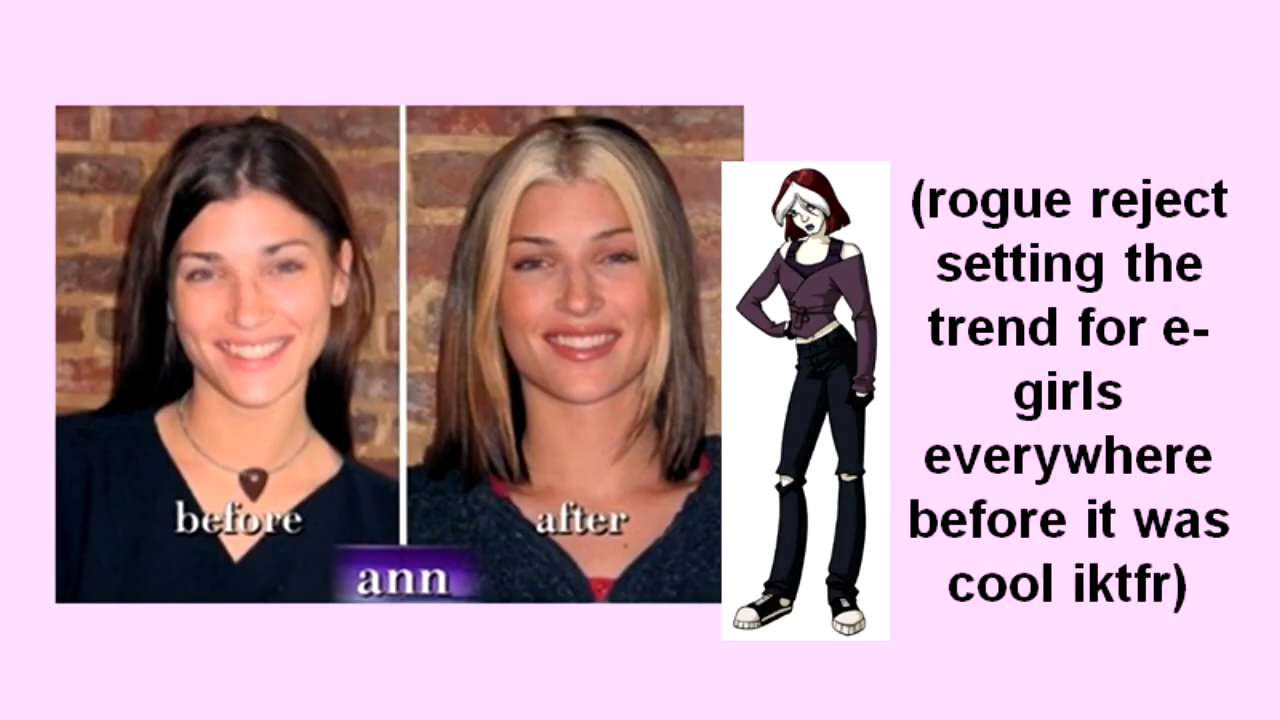 before
after
ann
(rogue reject
setting the
trend for e-
girls
everywhere
before it was
cool iktfr)